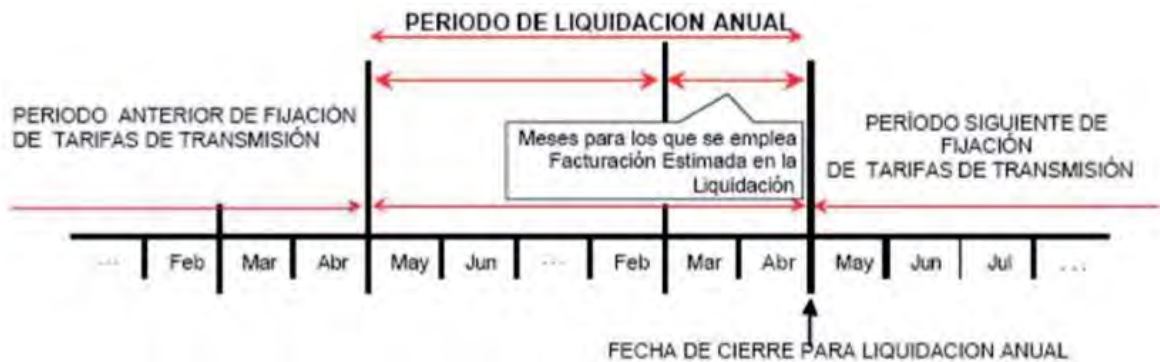 PERIODO DE LIQUIDACION ANUAL
PERIODO ANTERIOR DE FIJACIÓN
DE TARIFAS DE TRANSMISIÓN
Meses para los que se emplea
Facturación Estimada en la
Liquidación
PERÍODO SIGUIENTE DE
FIJACIÓN
DE TARIFAS DE TRANSMISIÓN
... Feb Mar Abr May Jun ... Feb Mar Abr May Jun Jul ...
FECHA DE CIERRE PARA LIQUIDACION ANUAL